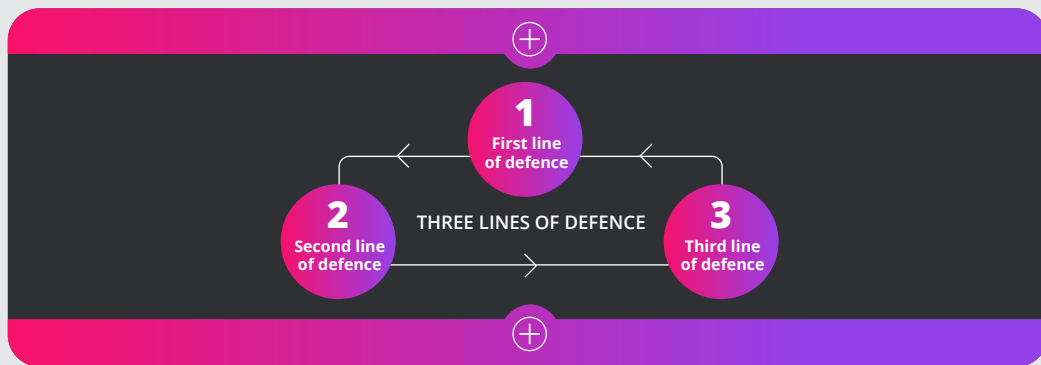 1
First line
of defence
THREE LINES OF DEFENCE
2
Second line
of defence
3
Third line
of defence